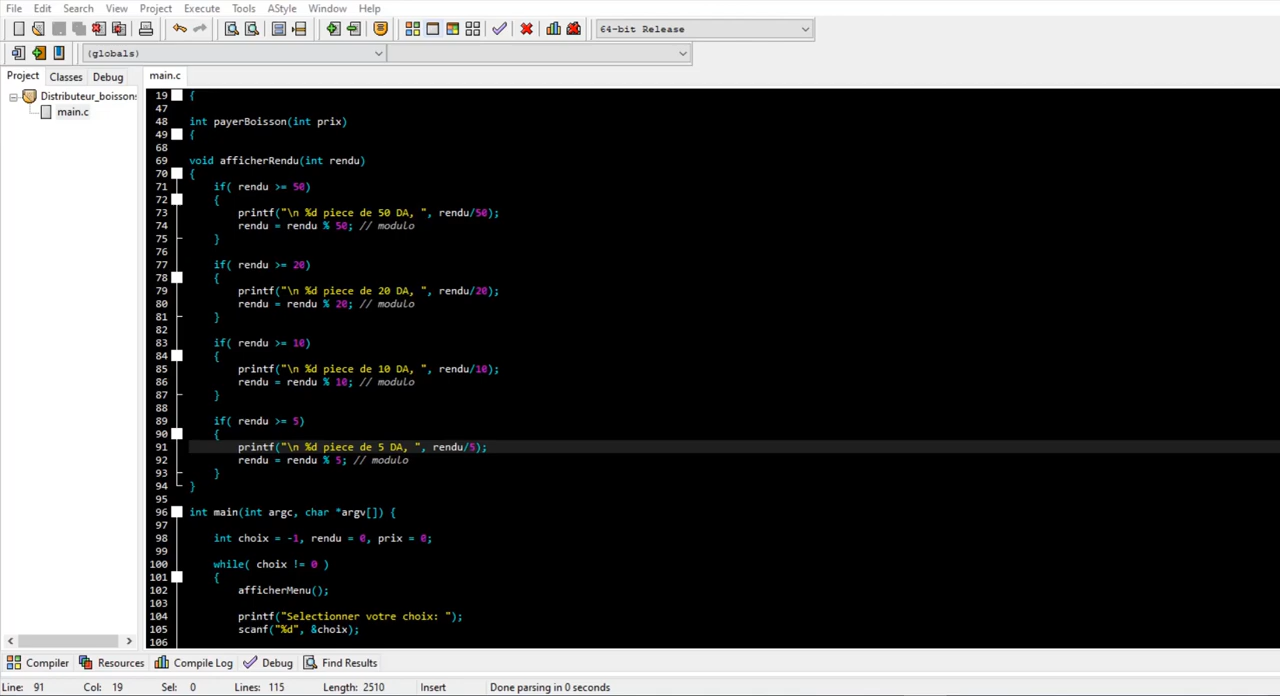 File Edit Search View Project Execute Tools AStyle Window Help
64-bit Release
(globals)
Project Classes Debug main.c
Distributeur_boissons
main.c
19 {
47
48 int payerBoisson(int prix)
49 {
68
69 void afficherRendu(int rendu)
70 {
71 if( rendu >= 50)
72 {
73 printf("\n %d piece de 50 DA, ", rendu/50);
74 rendu = rendu % 50; // modulo
75 }
76
77 if( rendu >= 20)
78 {
79 printf("\n %d piece de 20 DA, ", rendu/20);
80 rendu = rendu % 20; // modulo
81 }
82
83 if( rendu >= 10)
84 {
85 printf("\n %d piece de 10 DA, ", rendu/10);
86 rendu = rendu % 10; // modulo
87 }
88
89 if( rendu >= 5)
90 {
91 printf("\n %d piece de 5 DA, ", rendu/5);
92 rendu = rendu % 5; // modulo
93 }
94 }
95
96 int main(int argc, char *argv[]) {
97
98 int choix = -1, rendu = 0, prix = 0;
99
100 while( choix != 0 )
101 {
102 afficherMenu();
103
104 printf("Selectionner votre choix: ");
105 scanf("%d", &choix);
106
Compiler Resources Compile Log Debug Find Results
Line: 91 Col: 19 Sel: 0 Lines: 115 Length: 2510 Insert Done parsing in 0 seconds